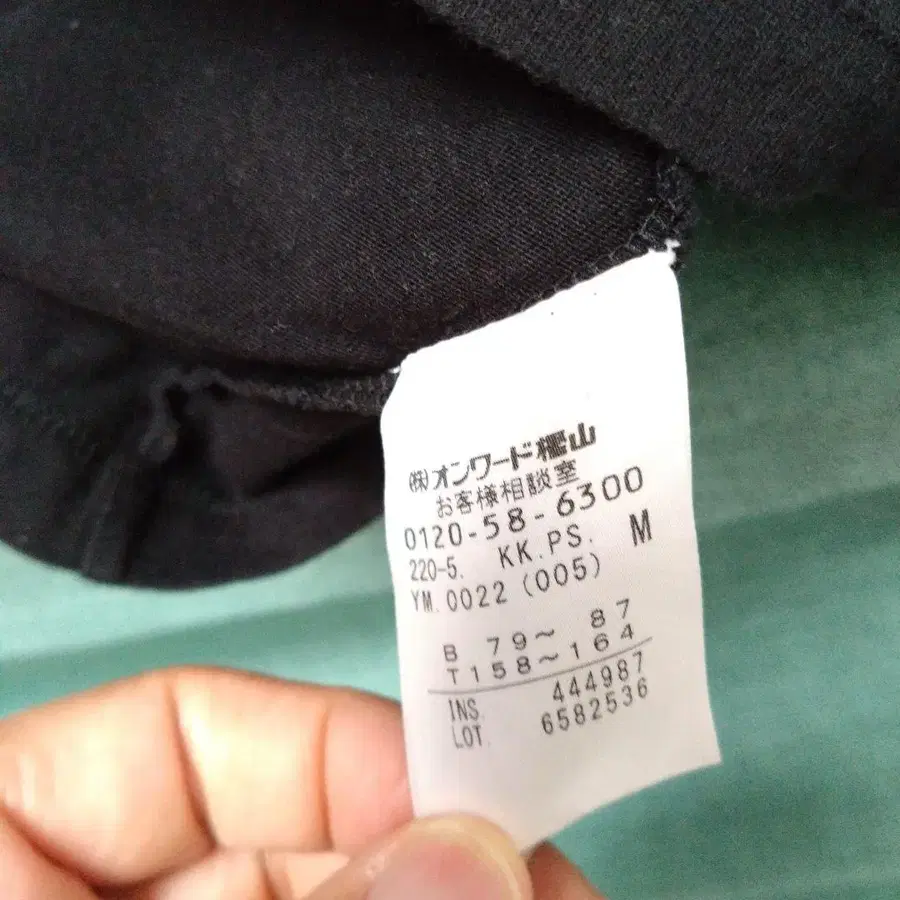 ㈱オンワード樫山
お客様相談室
0120-58-6300
220-5. KK.PS. M
YM.0022 (005)
B 79～ 87
T158～164
INS. 444987
LOT. 6582536